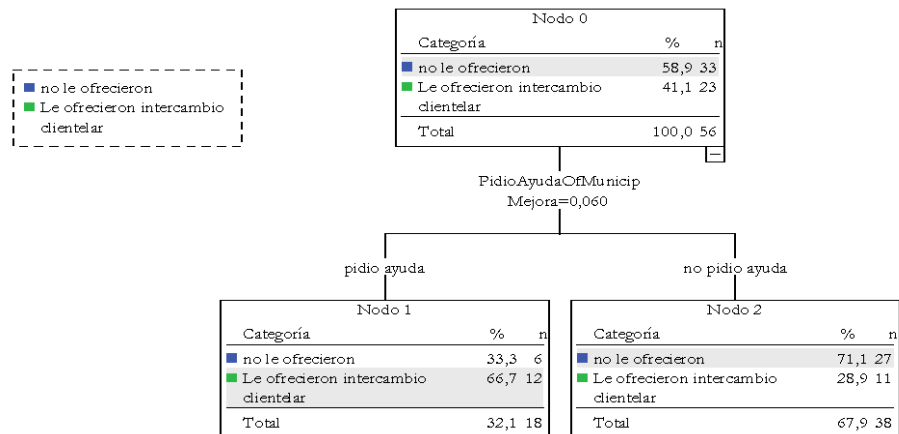 Nodo 0
Categoría % n
no le ofrecieron 58,9 33
Le ofrecieron intercambio 41,1 23
clientelar
Total 100,0 56
no le ofrecieron
Le ofrecieron intercambio
clientelar
PidioAyudaOfMunicip
Mejora=0,060
pidio ayuda
no pidio ayuda
Nodo 1
Categoría % n
no le ofrecieron 33,3 6
Le ofrecieron intercambio 66,7 12
clientelar
Total 32,1 18
Nodo 2
Categoría % n
no le ofrecieron 71,1 27
Le ofrecieron intercambio 28,9 11
clientelar
Total 67,9 38